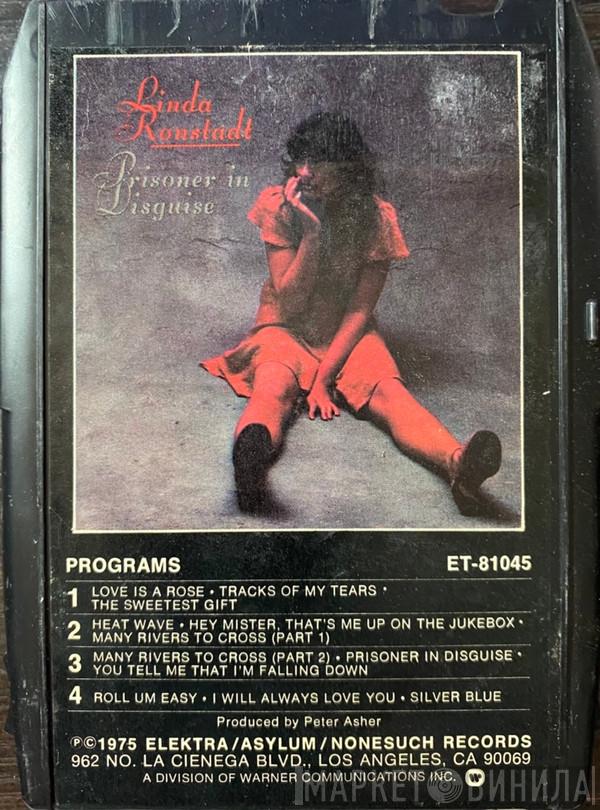 Linda
Ronstadt
Prisoner in
Disguise
PROGRAMS ET-81045
1 LOVE IS A ROSE • TRACKS OF MY TEARS •
THE SWEETEST GIFT
2 HEAT WAVE • HEY MISTER, THAT'S ME UP ON THE JUKEBOX •
MANY RIVERS TO CROSS (PART 1)
3 MANY RIVERS TO CROSS (PART 2) • PRISONER IN DISGUISE •
YOU TELL ME THAT I'M FALLING DOWN
4 ROLL UM EASY • I WILL ALWAYS LOVE YOU • SILVER BLUE
Produced by Peter Asher
℗©1975 ELEKTRA/ASYLUM/NONESUCH RECORDS
962 NO. LA CIENEGA BLVD., LOS ANGELES, CA 90069
A DIVISION OF WARNER COMMUNICATIONS INC.
МАРКЕТ ВИНИЛА